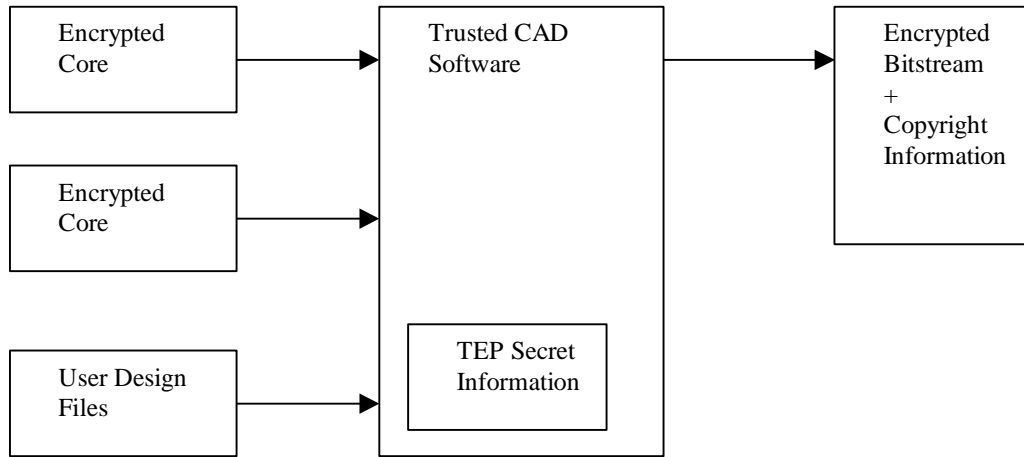 Encrypted
Core
Trusted CAD
Software
Encrypted
Bitstream
+
Copyright
Information
Encrypted
Core
TEP Secret
Information
User Design
Files